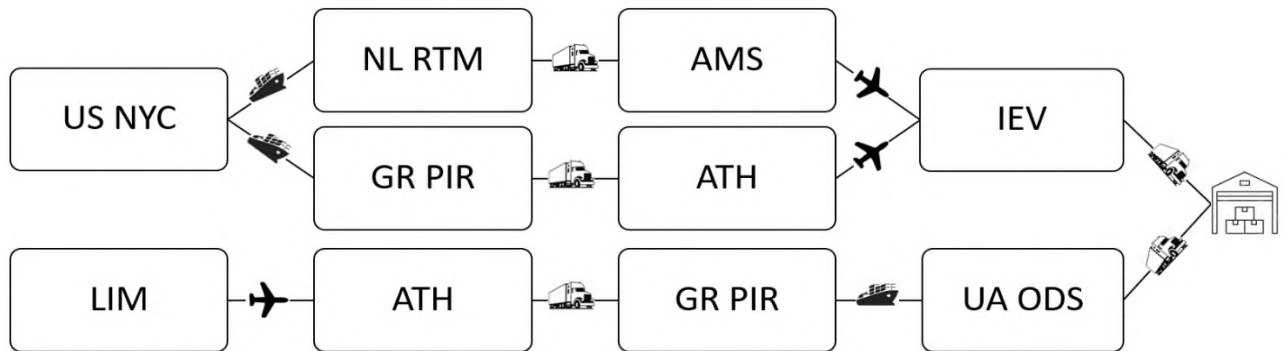 US NYC
NL RTM
AMS
IEV
GR PIR
ATH
LIM
ATH
GR PIR
UA ODS